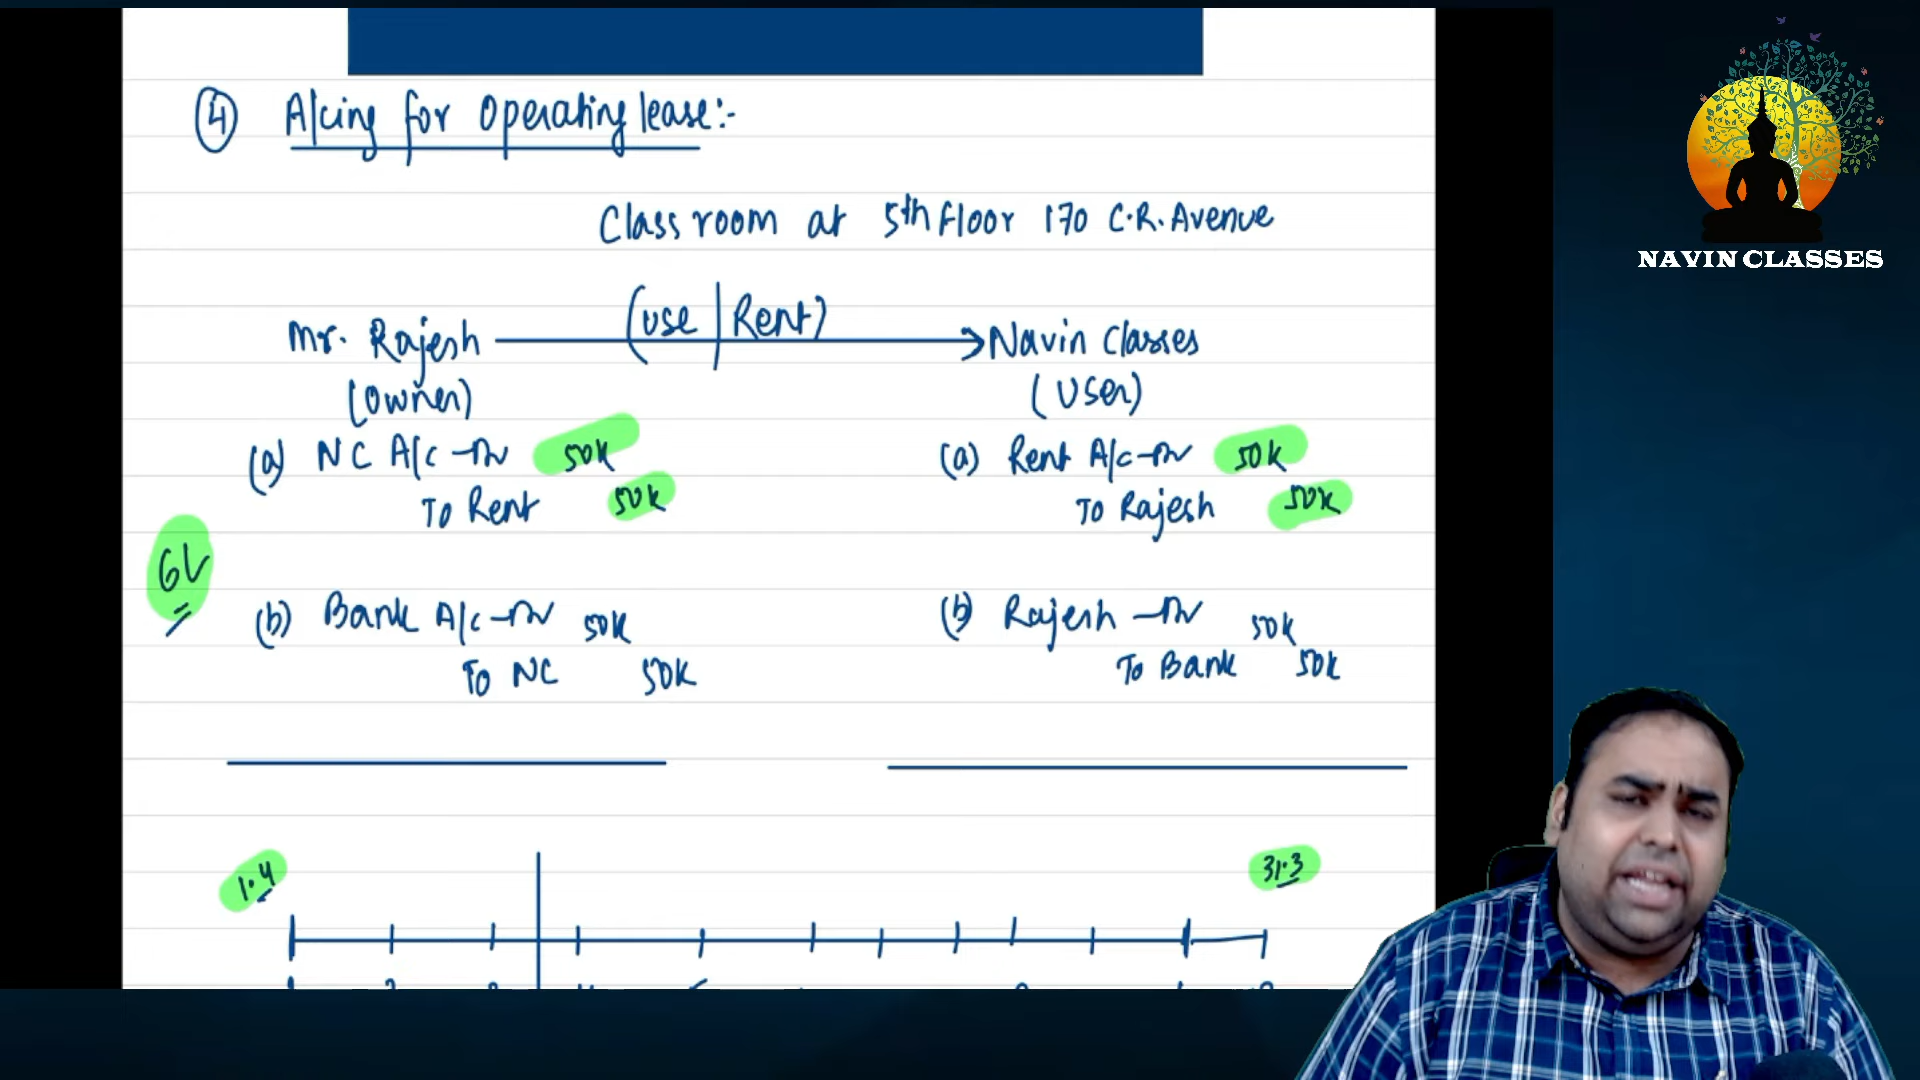 ④ A/cing for Operating lease:-
Class room at 5th Floor 170 C.R. Avenue
Mr. Rajesh (Use | Rent) Navin Classes
(Owner) (User)
(a) NC A/c Dr 50K
To Rent 50K
(a) Rent A/c Dr 50K
To Rajesh 50K
6L
(b) Bank A/c Dr 50K
To NC 50K
(b) Rajesh Dr 50K
To Bank 50K
1.4 31.3
NAVIN CLASSES